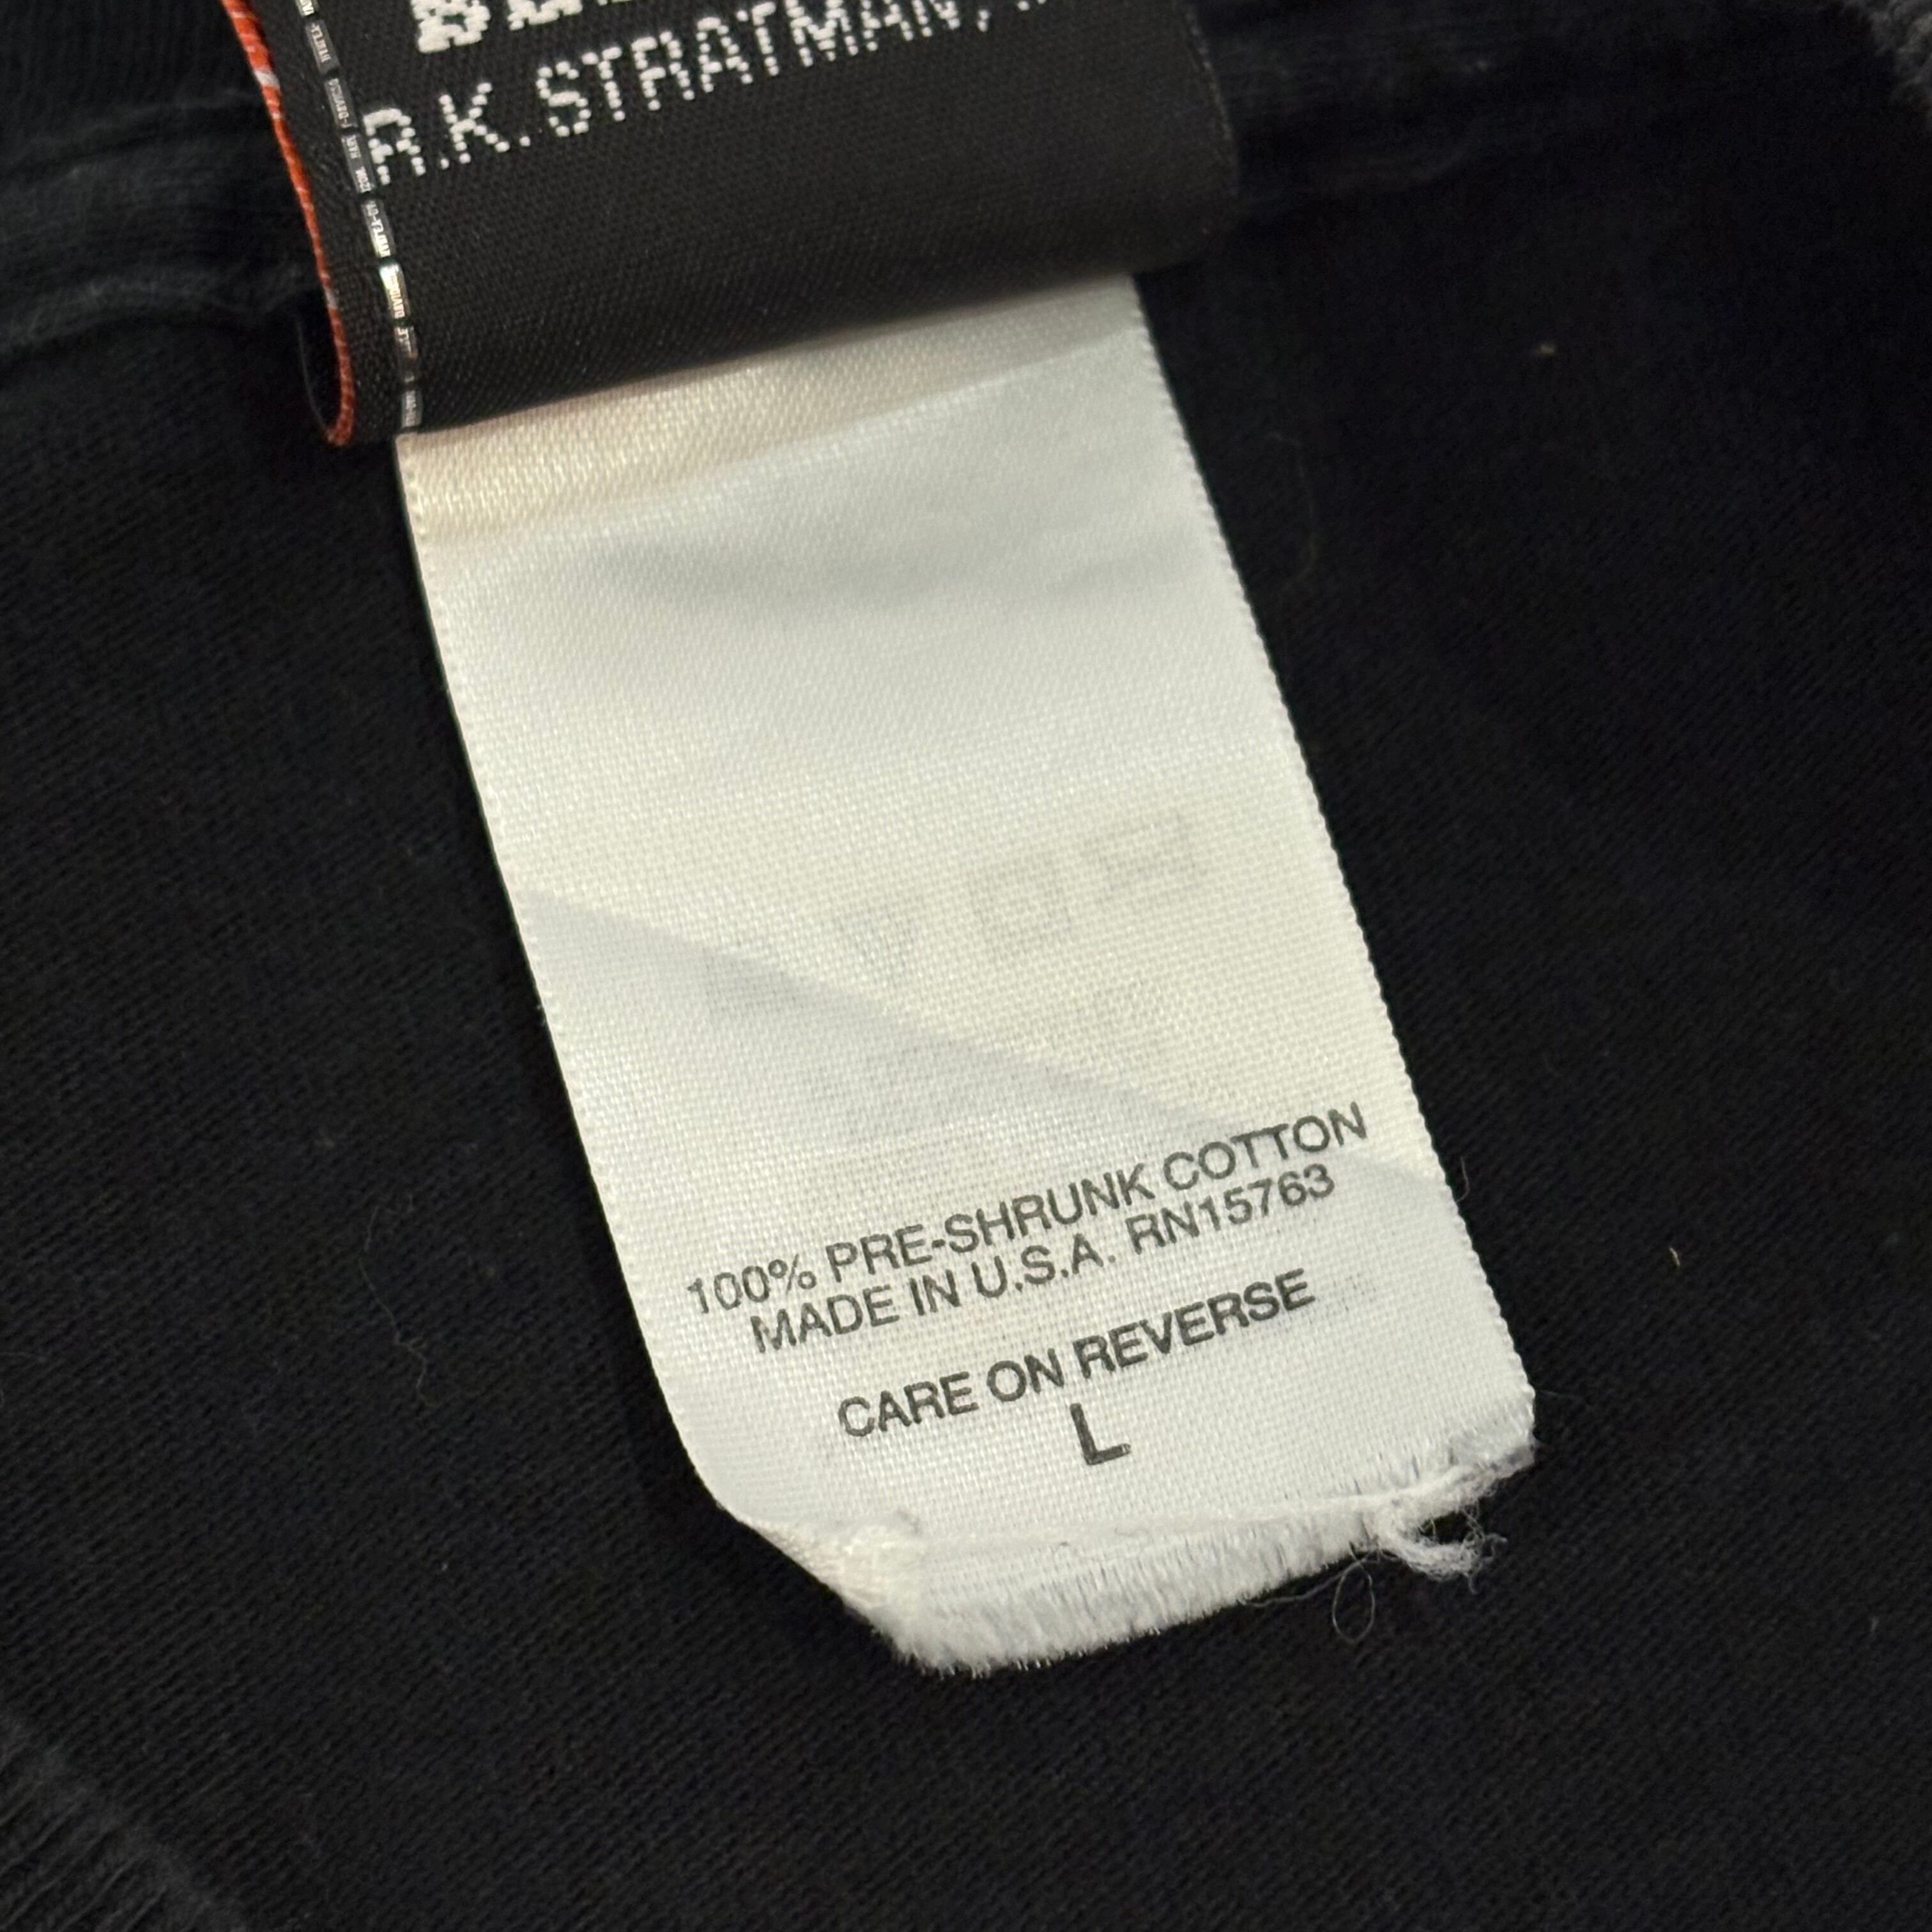 R.K. STRATMAN,
100% PRE-SHRUNK COTTON
MADE IN U.S.A. RN15763
CARE ON REVERSE
L